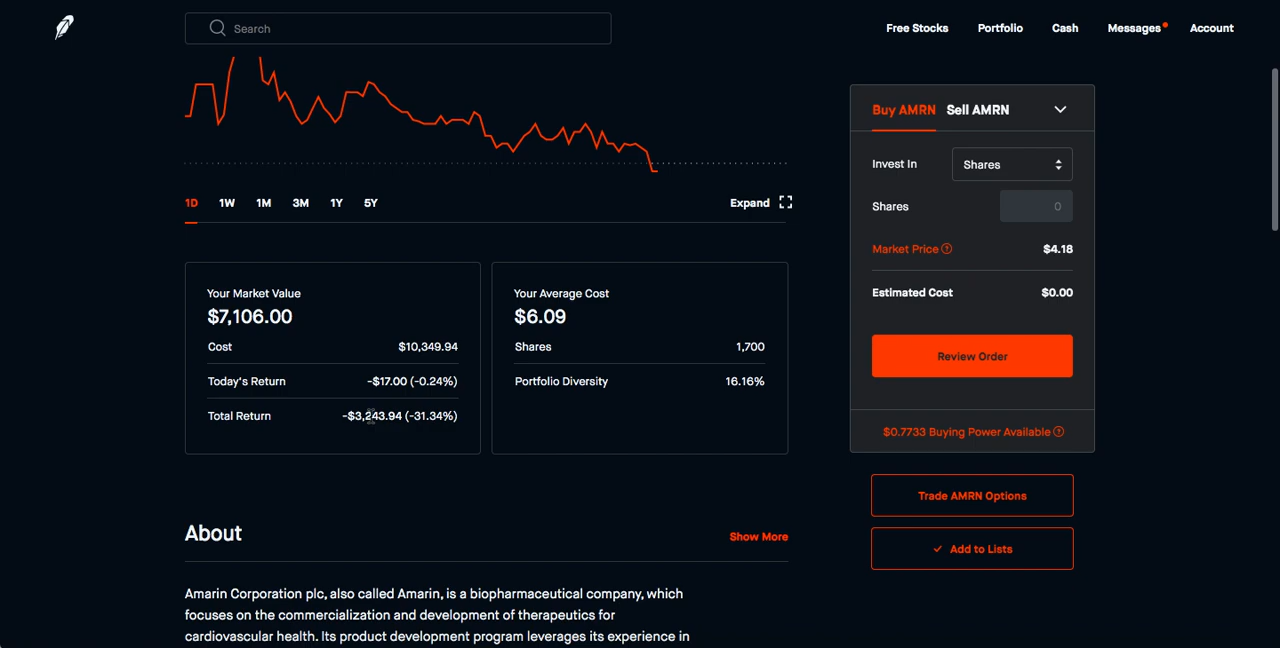 Search
Free Stocks Portfolio Cash Messages Account
1D 1W 1M 3M 1Y 5Y Expand
Your Market Value
$7,106.00
Cost $10,349.94
Today's Return -$17.00 (-0.24%)
Total Return -$3,243.94 (-31.34%)
Your Average Cost
$6.09
Shares 1,700
Portfolio Diversity 16.16%
About Show More
Amarin Corporation plc, also called Amarin, is a biopharmaceutical company, which
focuses on the commercialization and development of therapeutics for
cardiovascular health. Its product development program leverages its experience in
Buy AMRN Sell AMRN
Invest In Shares
Shares 0
Market Price $4.18
Estimated Cost $0.00
Review Order
$0.7733 Buying Power Available
Trade AMRN Options
Add to Lists